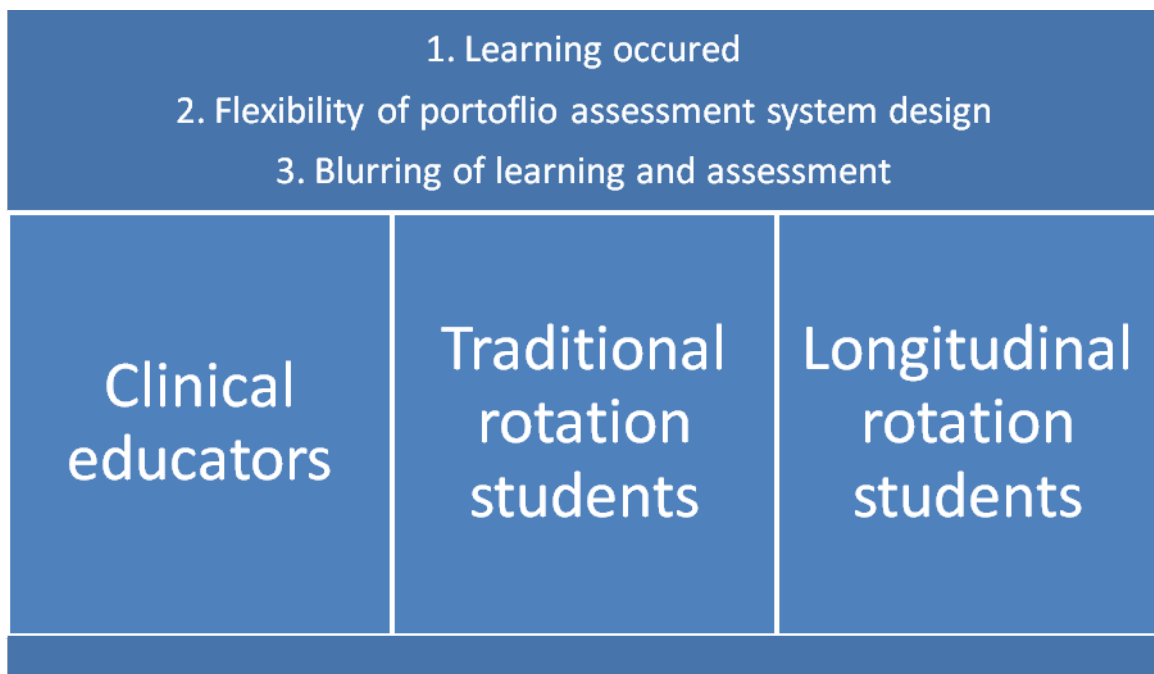 1. Learning occured
2. Flexibility of portoflio assessment system design
3. Blurring of learning and assessment
Clinical
educators
Traditional
rotation
students
Longitudinal
rotation
students